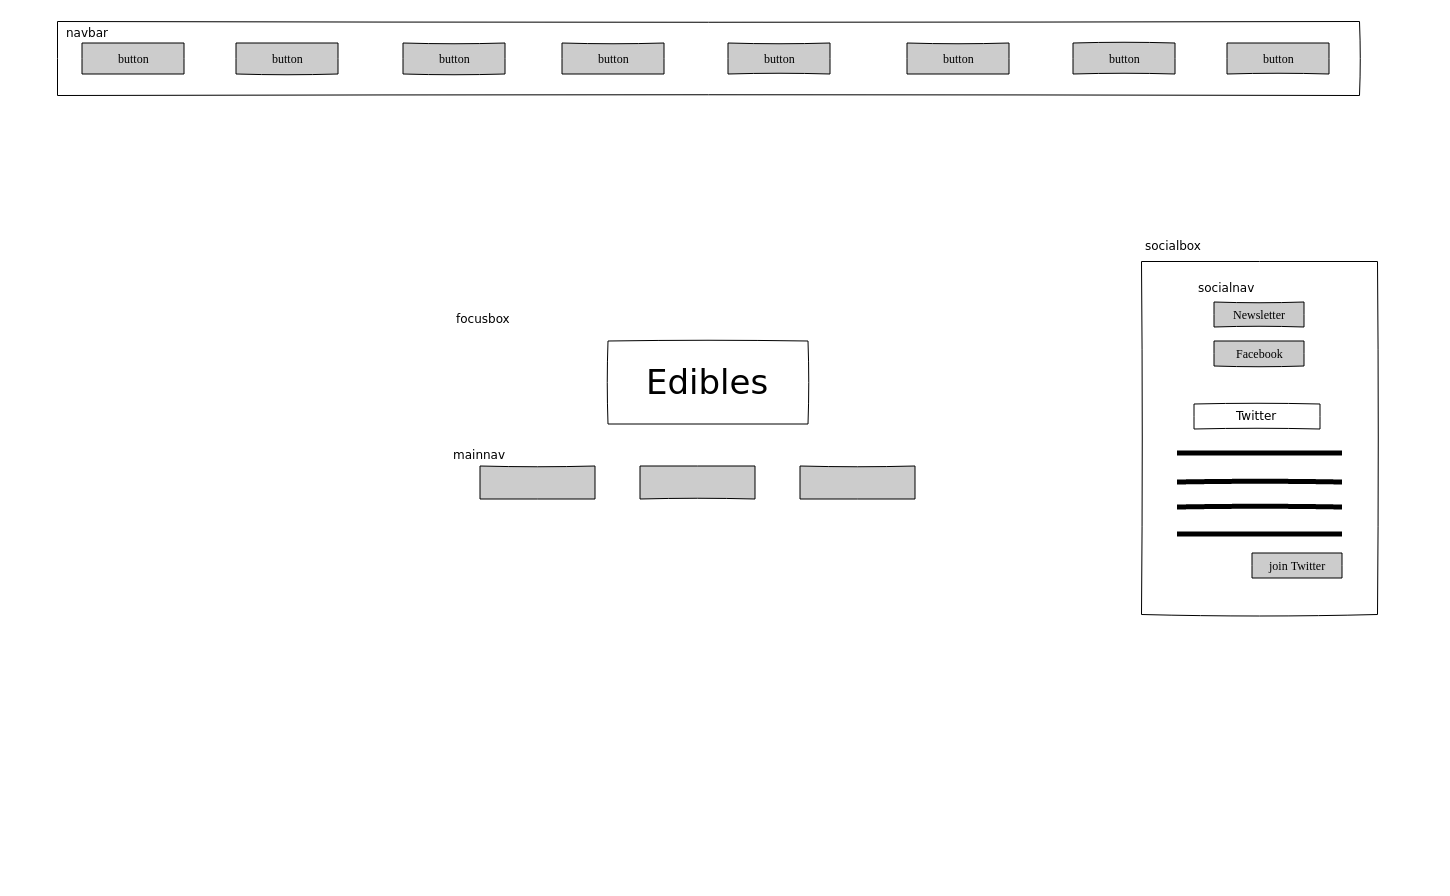 navbar
button
button
button
button
button
button
button
button
socialbox
socialnav
Newsletter
focusbox
Facebook
Edibles
Twitter
mainnav
join Twitter